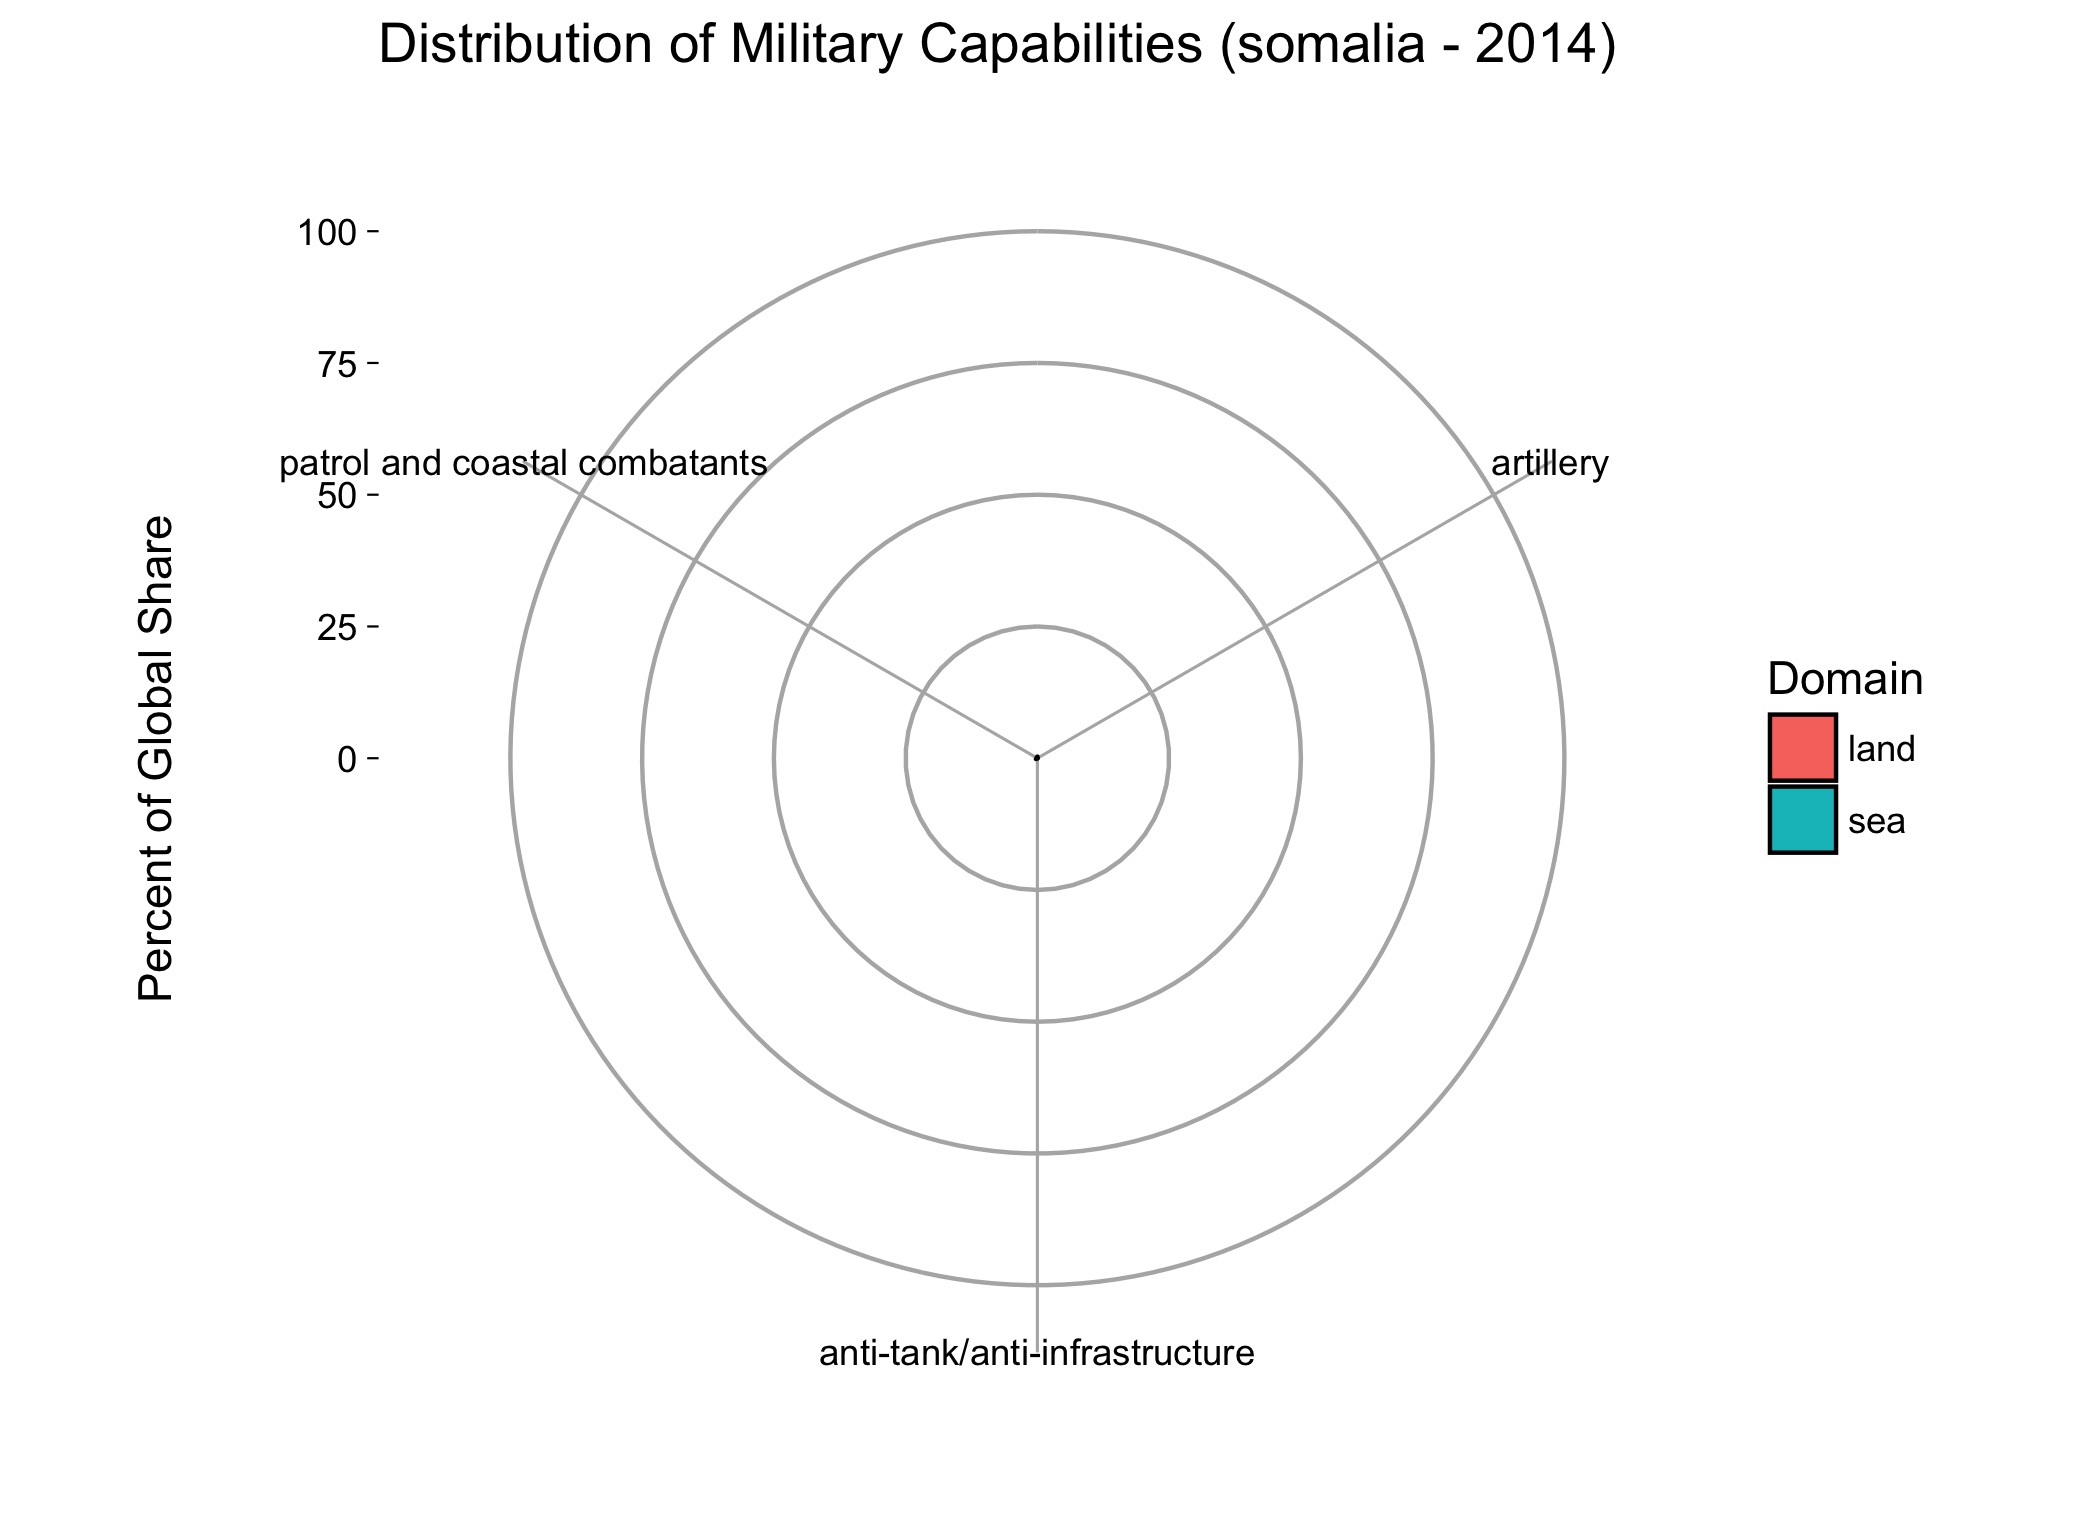 Distribution of Military Capabilities (somalia - 2014)
100
75
patrol and coastal combatants
artillery
50
Percent of Global Share
25
0
Domain
land
sea
anti-tank/anti-infrastructure